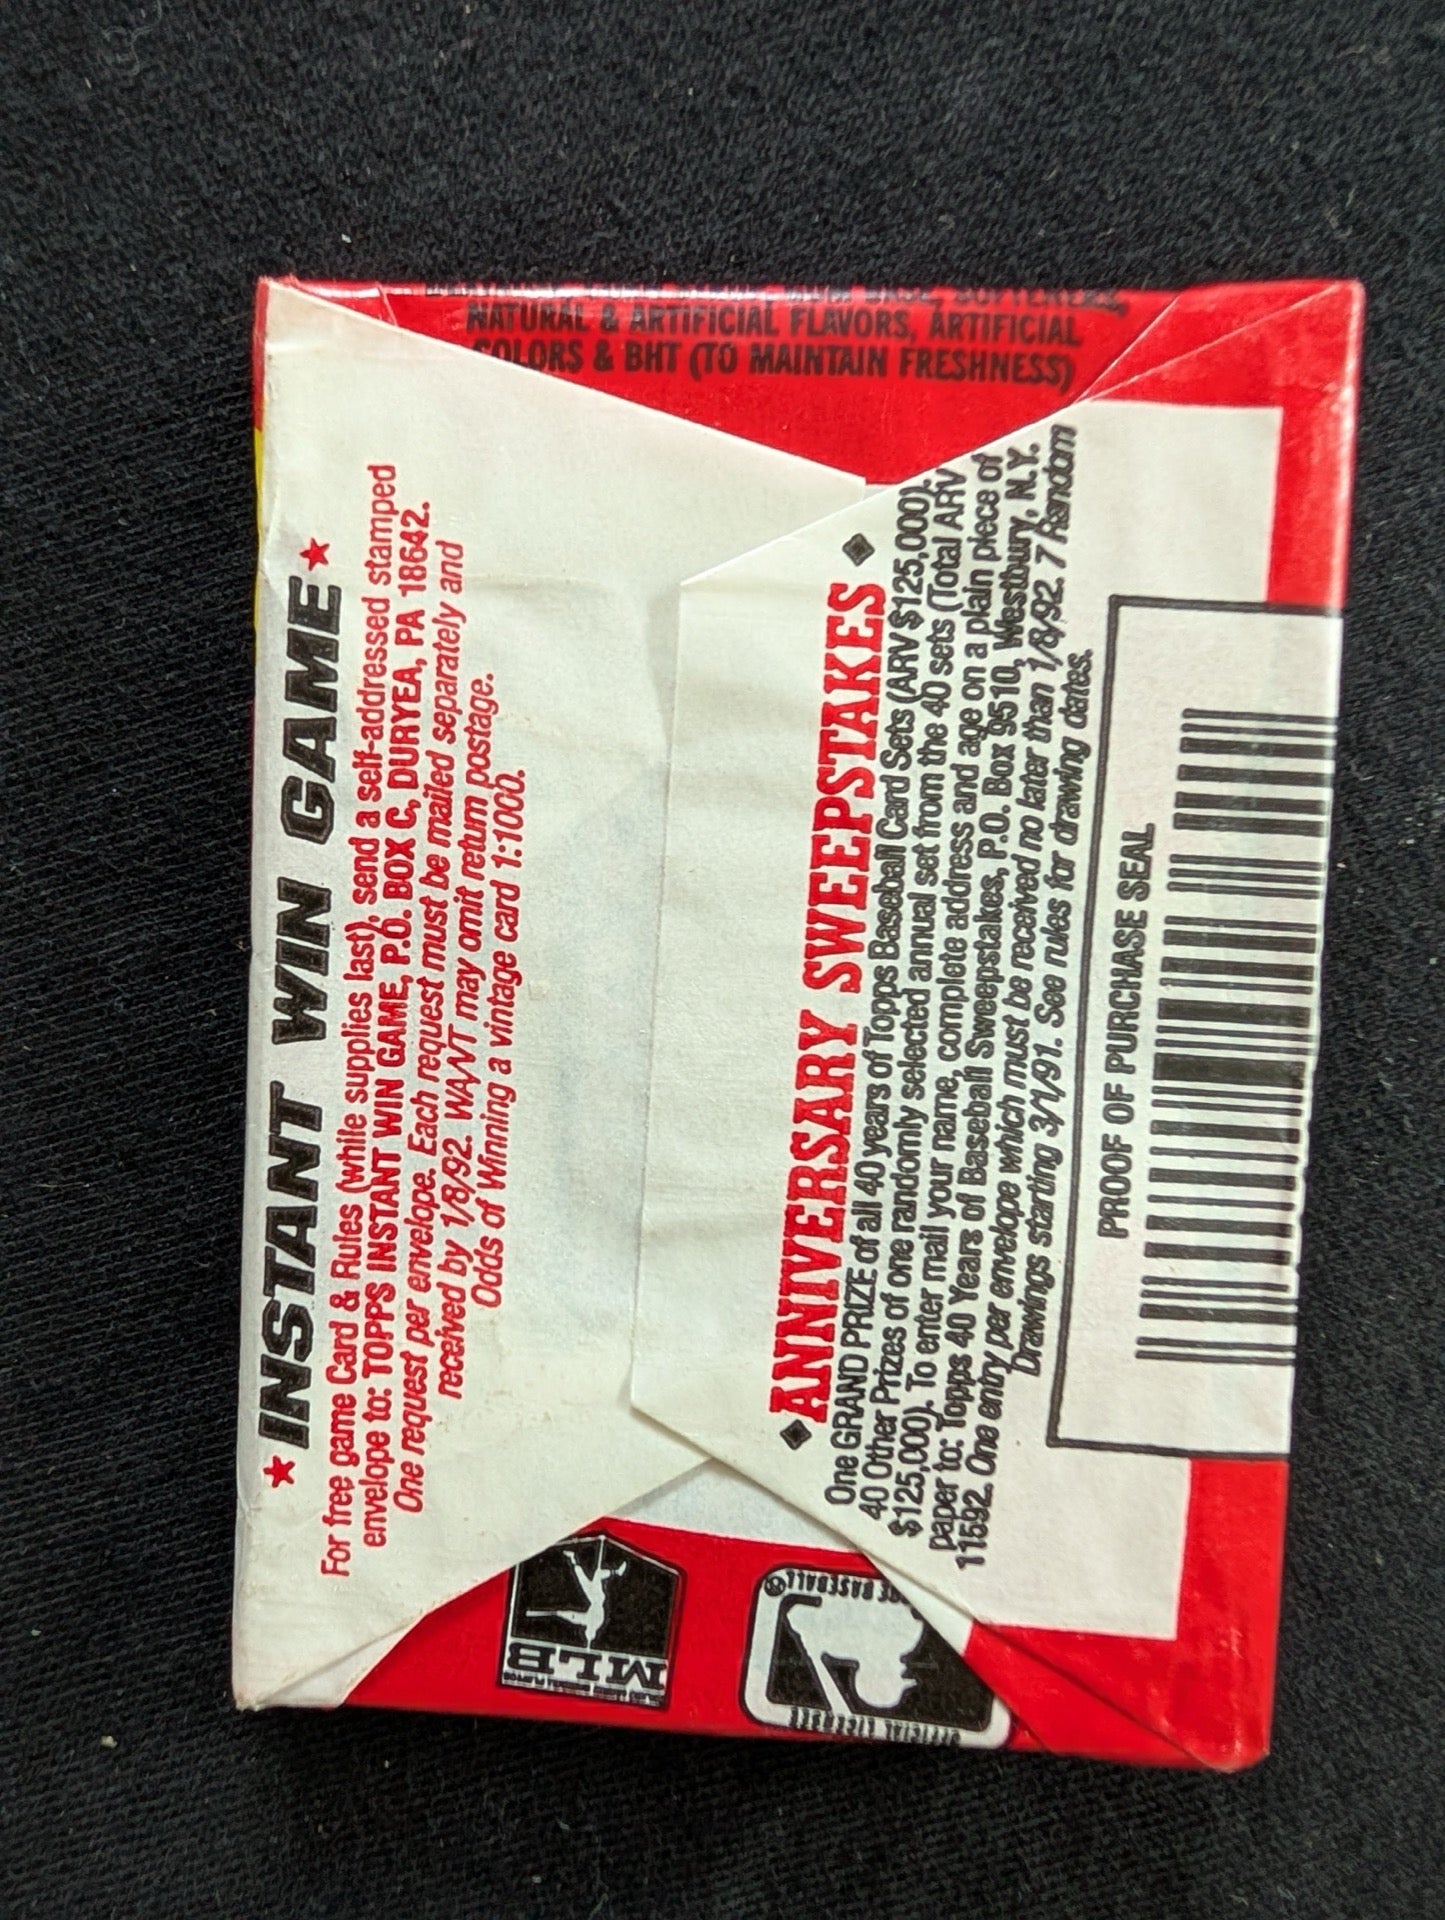 NATURAL & ARTIFICIAL FLAVORS, ARTIFICIAL
COLORS & BHT (TO MAINTAIN FRESHNESS)
★ INSTANT WIN GAME ★
For free game Card & Rules (while supplies last), send a self-addressed stamped
envelope to: TOPPS INSTANT WIN GAME, P.O. BOX C, DURYEA, PA 18642.
One request per envelope. Each request must be mailed separately and
received by 1/8/92. WA/VT may omit return postage.
Odds of Winning a vintage card 1:1000.
◆ ANNIVERSARY SWEEPSTAKES ◆
One GRAND PRIZE of all 40 years of Topps Baseball Card Sets (ARV $125,000).
40 Other Prizes of one randomly selected annual set from the 40 sets (Total ARV
$125,000). To enter mail your name, complete address and age on a plain piece of
paper to: Topps 40 Years of Baseball Sweepstakes, P.O. Box 9510, Westbury, N.Y.
11592. One entry per envelope which must be received no later than 1/8/92. 7 Random
Drawings starting 3/1/91. See rules for drawing dates.
PROOF OF PURCHASE SEAL
MLB
BASEBALL
OFFICIAL LICENSEE